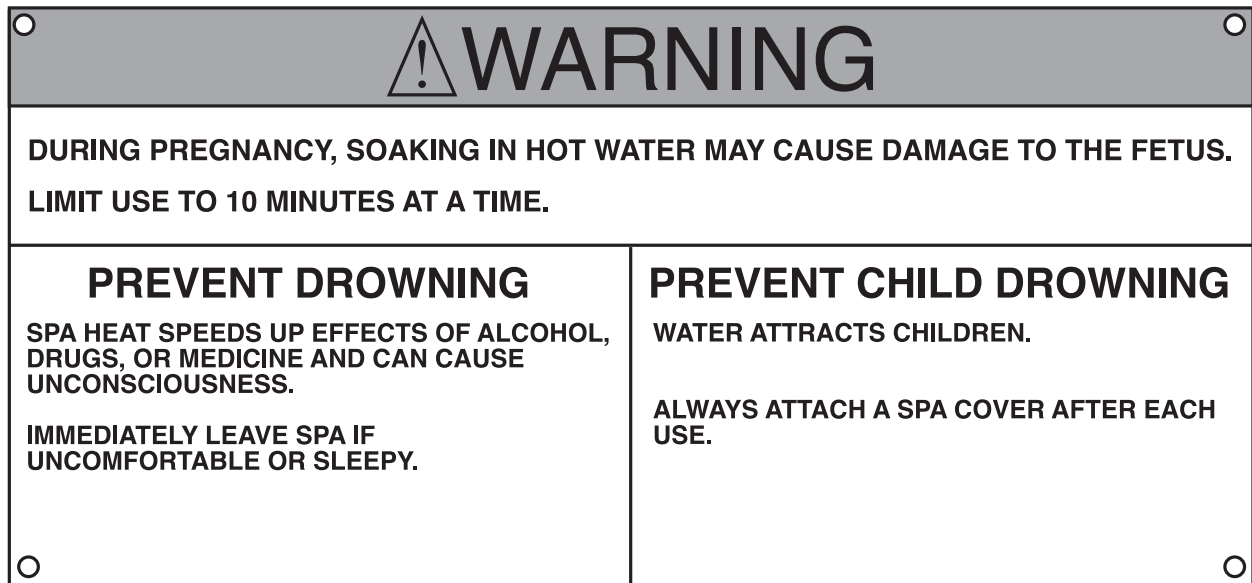 WARNING
DURING PREGNANCY, SOAKING IN HOT WATER MAY CAUSE DAMAGE TO THE FETUS.
LIMIT USE TO 10 MINUTES AT A TIME.
PREVENT DROWNING
SPA HEAT SPEEDS UP EFFECTS OF ALCOHOL,
DRUGS, OR MEDICINE AND CAN CAUSE
UNCONSCIOUSNESS.
IMMEDIATELY LEAVE SPA IF
UNCOMFORTABLE OR SLEEPY.
PREVENT CHILD DROWNING
WATER ATTRACTS CHILDREN.
ALWAYS ATTACH A SPA COVER AFTER EACH
USE.